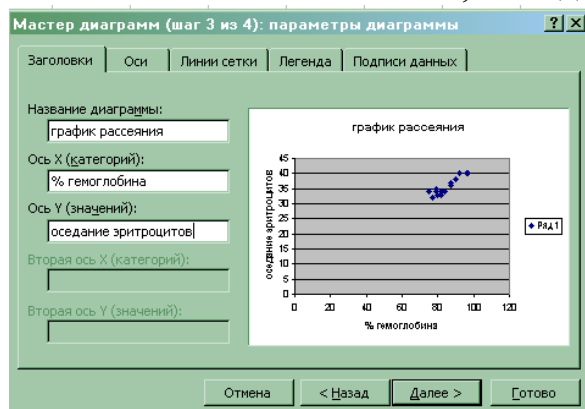 Мастер диаграмм (шаг 3 из 4): параметры диаграммы
Заголовки Оси Линии сетки Легенда Подписи данных
Название диаграммы:
график рассеяния
Ось X (категорий):
% гемоглобина
Ось Y (значений):
оседание эритроцитов
Вторая ось X (категорий):
Вторая ось Y (значений):
график рассеяния
оседание эритроцитов
45
40
35
30
25
20
15
10
5
0
0 20 40 60 80 100 120
% гемоглобина
Ряд1
Отмена < Назад Далее > Готово